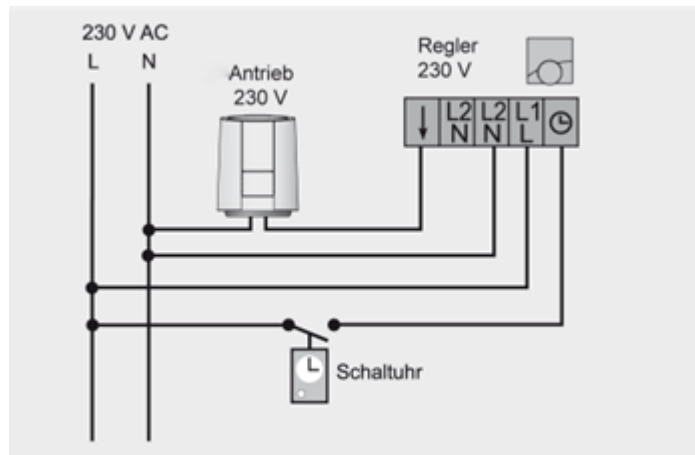 230 V AC
L N
Antrieb
230 V
Regler
230 V
L2 L2 L1
N N L
Schaltuhr